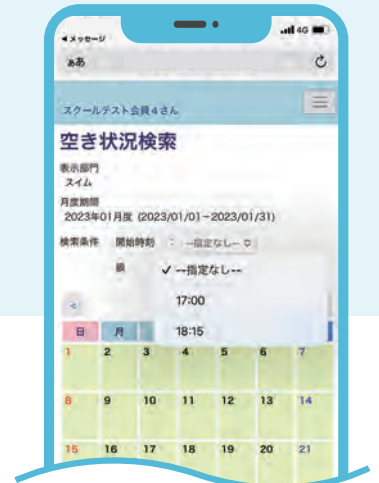 ◀メッセージ 4G
ああ
スクールテスト会員4さん
空き状況検索
表示部門
スイム
月度期間
2023年01月度 (2023/01/01-2023/01/31)
検索条件 開始時刻 : --指定なし--
✓ --指定なし--
<
17:00
日 月 18:15
1 2 3 4 5 6 7
8 9 10 11 12 13 14
15 16 17 18 19 20 21